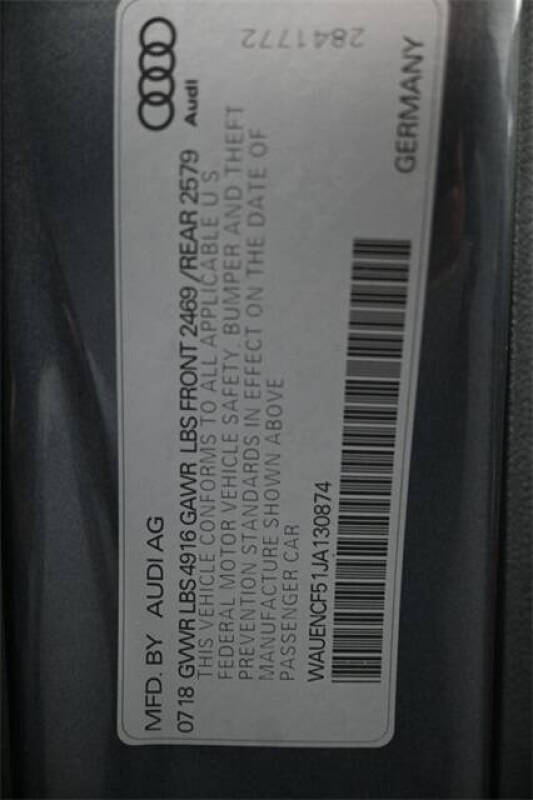 MFD. BY AUDI AG
Audi
0718 GVWR LBS 4916 GAWR LBS FRONT 2469 /REAR 2579
THIS VEHICLE CONFORMS TO ALL APPLICABLE U S
FEDERAL MOTOR VEHICLE SAFETY, BUMPER AND THEFT
PREVENTION STANDARDS IN EFFECT ON THE DATE OF
MANUFACTURE SHOWN ABOVE
PASSENGER CAR
WAUENCF51JA130874
2841772
GERMANY